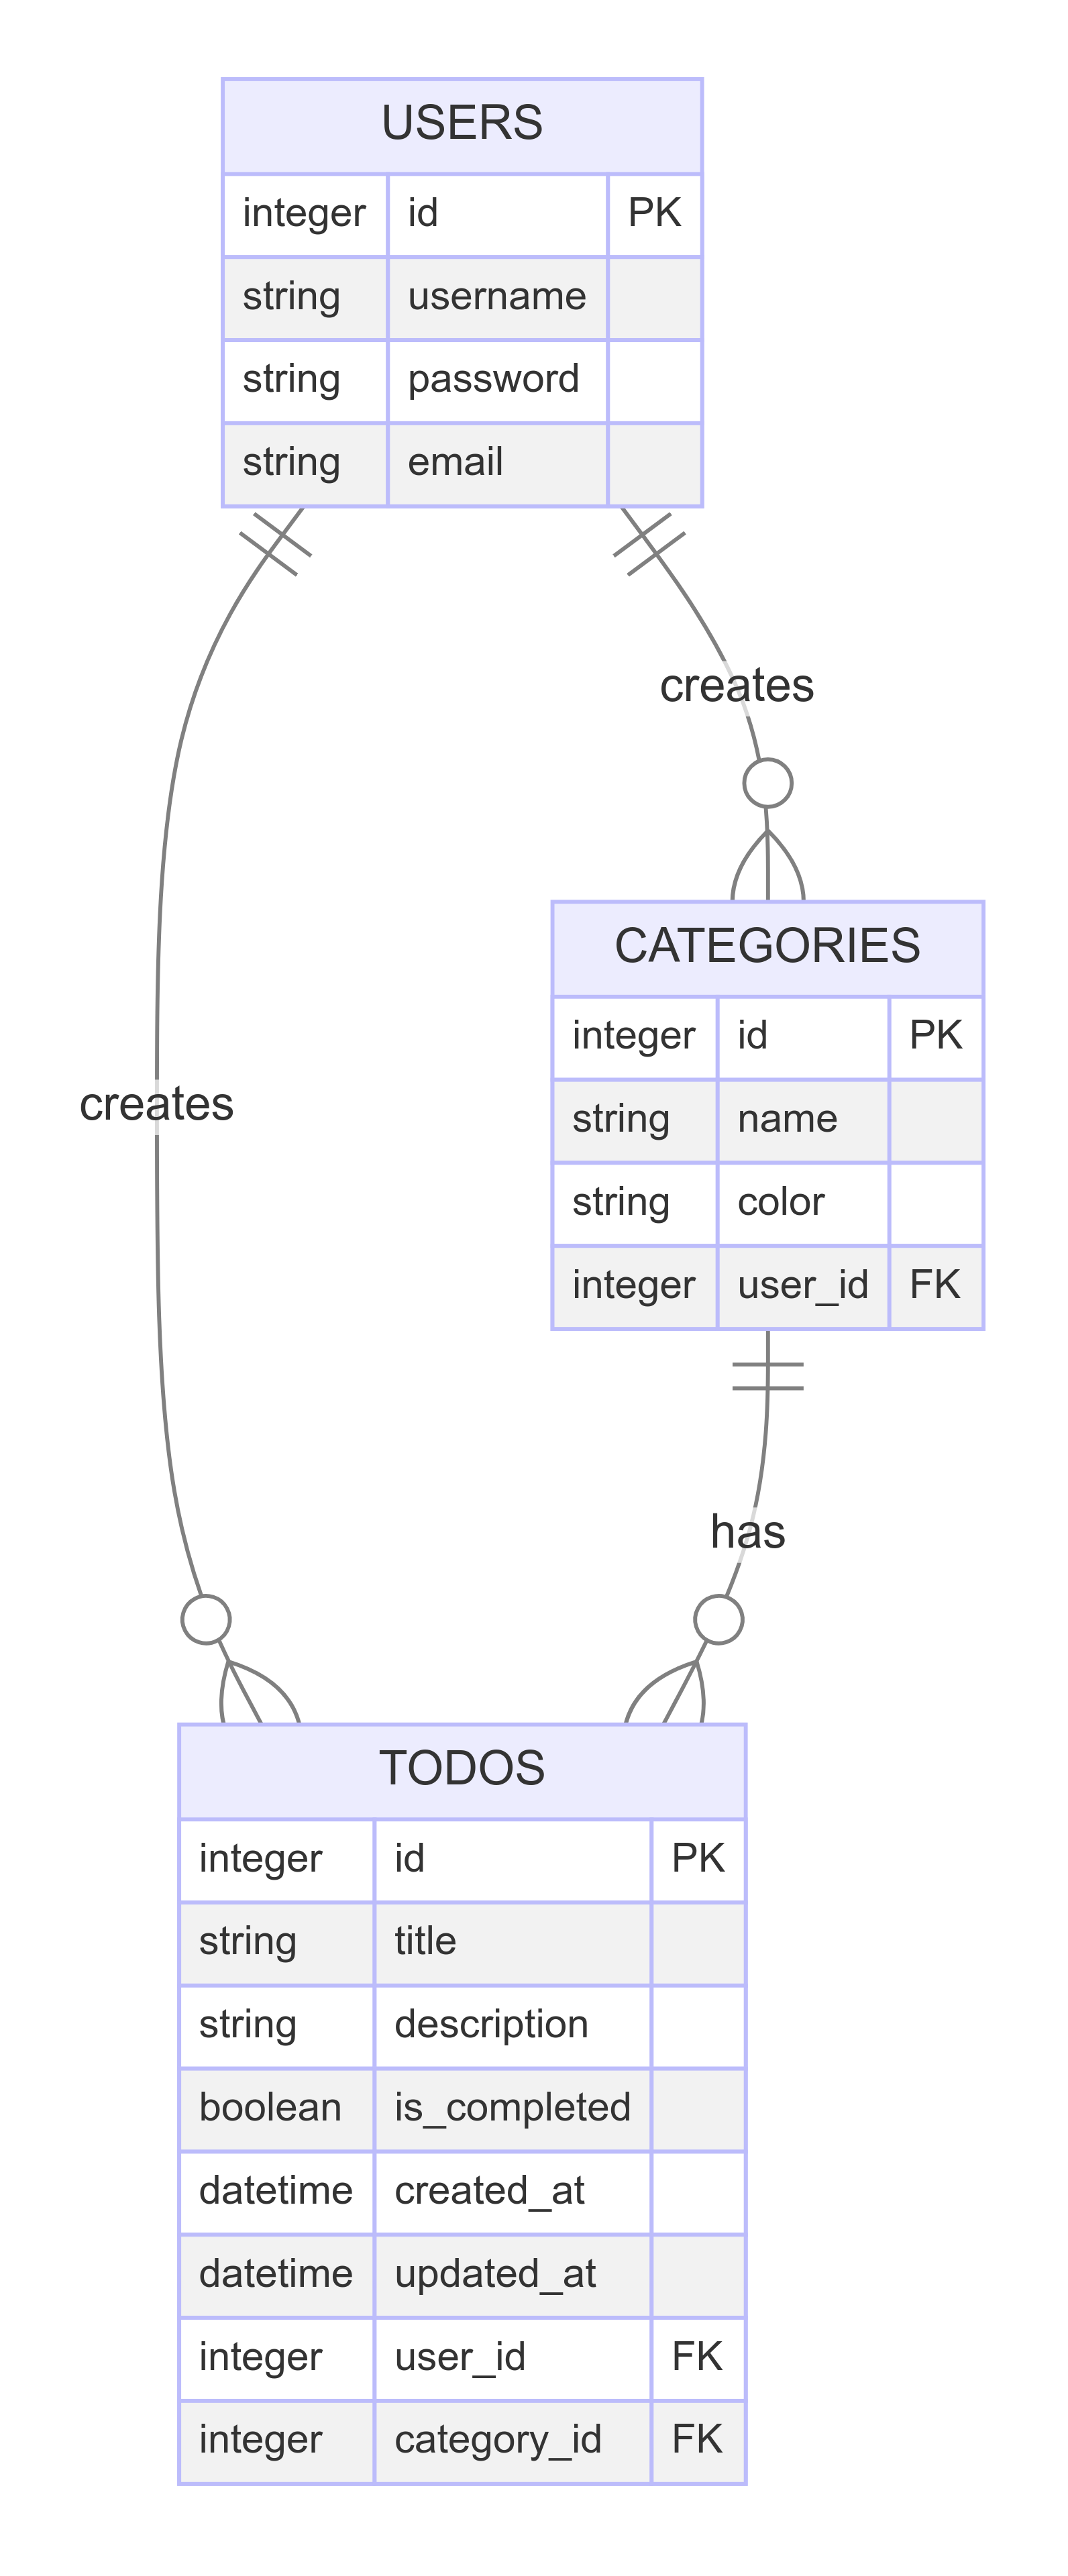 USERS
integer id PK
string username
string password
string email
creates
CATEGORIES
integer id PK
string name
string color
integer user_id FK
creates
has
TODOS
integer id PK
string title
string description
boolean is_completed
datetime created_at
datetime updated_at
integer user_id FK
integer category_id FK